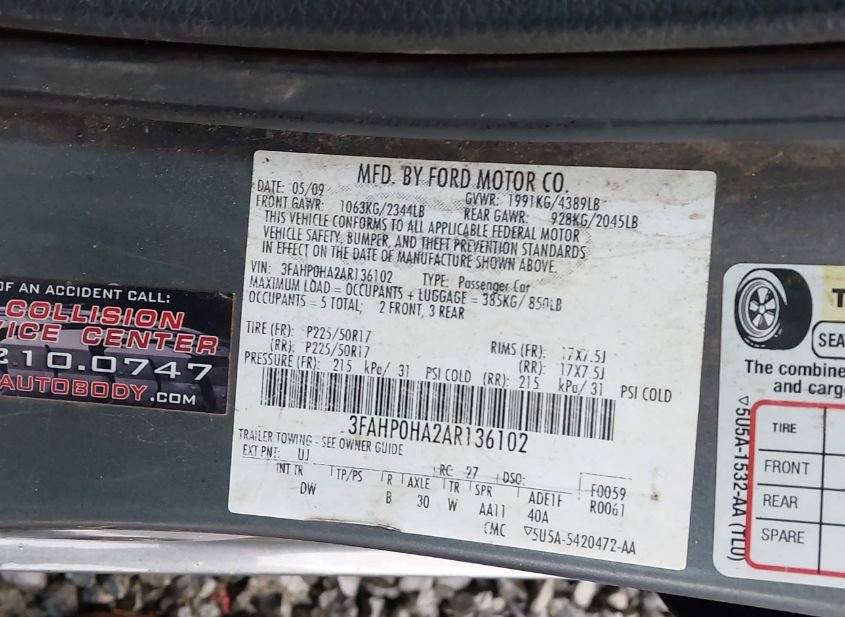 MFD. BY FORD MOTOR CO.
DATE: 05/09 GVWR: 1991KG/4389LB
FRONT GAWR: 1063KG/2344LB REAR GAWR: 928KG/2045LB
THIS VEHICLE CONFORMS TO ALL APPLICABLE FEDERAL MOTOR
VEHICLE SAFETY, BUMPER, AND THEFT PREVENTION STANDARDS
IN EFFECT ON THE DATE OF MANUFACTURE SHOWN ABOVE.
VIN: 3FAHP0HA2AR136102 TYPE: Passenger Car
MAXIMUM LOAD = OCCUPANTS + LUGGAGE = 385KG/ 850LB
OCCUPANTS = 5 TOTAL; 2 FRONT, 3 REAR
TIRE (FR): P225/50R17 RIMS (FR): 17X7.5J
(RR): P225/50R17 (RR): 17X7.5J
PRESSURE (FR): 215 kPa/ 31 PSI COLD (RR): 215 kPa/ 31 PSI COLD
3FAHP0HA2AR136102
TRAILER TOWING - SEE OWNER GUIDE
EXT PNT: UJ RC: 27 DSO:
INT TR TP/PS R AXLE TR SPR ADE1F F0059
DW B 30 W AA11 40A R0061
CMC ▽5U5A-5420472-AA
OF AN ACCIDENT CALL:
COLLISION
VICE CENTER
210.0747
AUTOBODY.COM
SEA
The combine
and cargo
TIRE
FRONT
REAR
SPARE
▽5U5A-1532-AA (TLU)